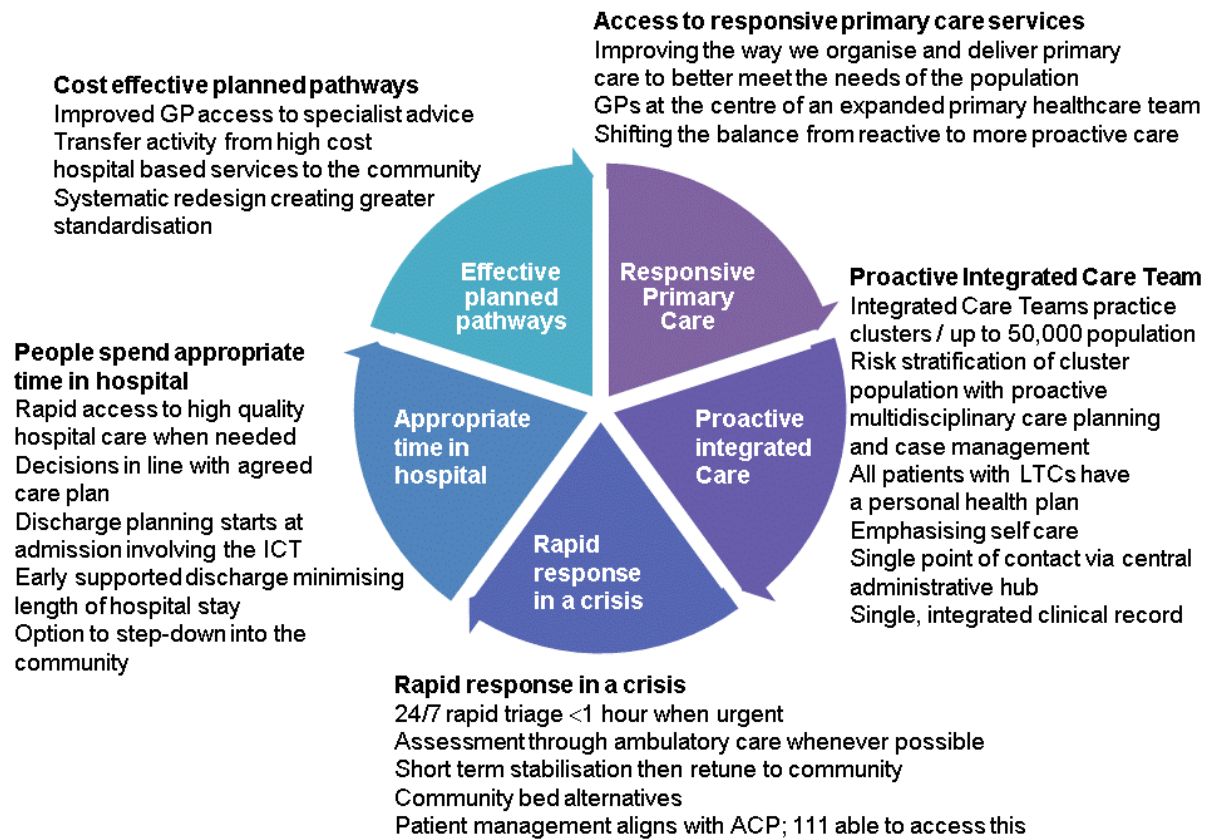 Access to responsive primary care services
Improving the way we organise and deliver primary
care to better meet the needs of the population
GPs at the centre of an expanded primary healthcare team
Shifting the balance from reactive to more proactive care
Cost effective planned pathways
Improved GP access to specialist advice
Transfer activity from high cost
hospital based services to the community
Systematic redesign creating greater
standardisation
Effective
planned
pathways
Responsive
Primary
Care
Proactive Integrated Care Team
Integrated Care Teams practice
clusters / up to 50,000 population
Risk stratification of cluster
population with proactive
multidisciplinary care planning
and case management
All patients with LTCs have
a personal health plan
Emphasising self care
Single point of contact via central
administrative hub
Single, integrated clinical record
People spend appropriate
time in hospital
Rapid access to high quality
hospital care when needed
Decisions in line with agreed
care plan
Discharge planning starts at
admission involving the ICT
Early supported discharge minimising
length of hospital stay
Option to step-down into the
community
Appropriate
time in
hospital
Proactive
integrated
Care
Rapid
response
in a crisis
Rapid response in a crisis
24/7 rapid triage <1 hour when urgent
Assessment through ambulatory care whenever possible
Short term stabilisation then retune to community
Community bed alternatives
Patient management aligns with ACP; 111 able to access this